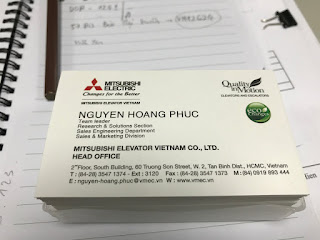 MITSUBISHI
ELECTRIC
Changes for the Better
Quality
in Motion
ELEVATORS AND ESCALATORS
MITSUBISHI ELEVATOR VIETNAM
eco
Changes
NGUYEN HOANG PHUC
Team leader
Research & Solutions Section
Sales Engineering Department
Sales & Marketing Division
MITSUBISHI ELEVATOR VIETNAM CO., LTD.
HEAD OFFICE
2nd Floor, South Building, 60 Truong Son Street, W. 2, Tan Binh Dist., HCMC, Vietnam
T : (84-28) 3547 1374 - Ext : 3120 Fax : (84-28) 3547 1373 M : (84) 0919 893 444
E : nguyen-hoang.phuc@vmec.vn W : www.vmec.vn